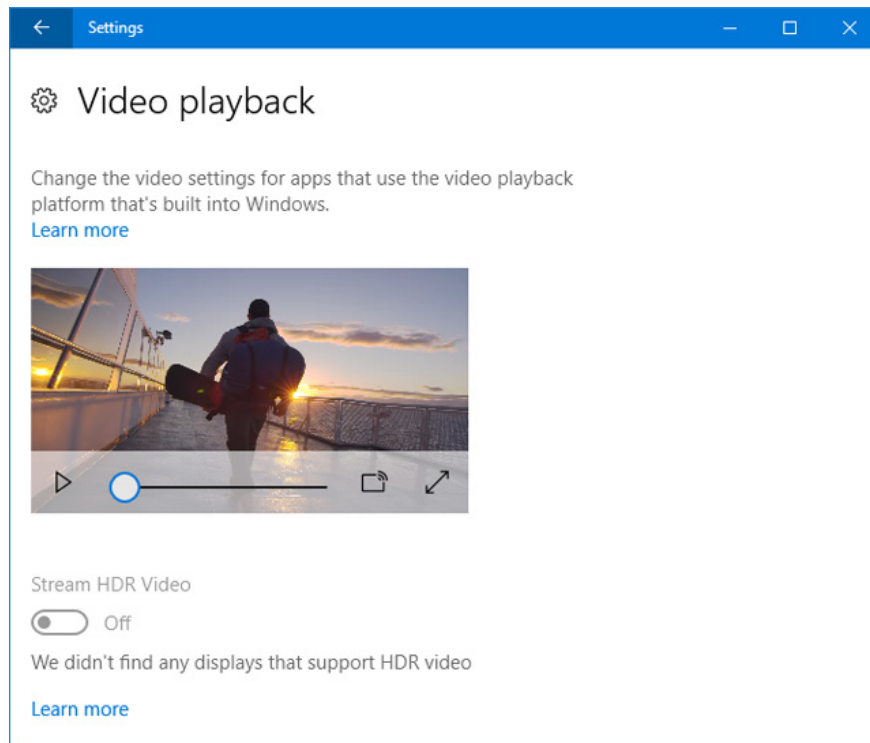 Settings
Video playback
Change the video settings for apps that use the video playback
platform that's built into Windows.
Learn more
Stream HDR Video
Off
We didn't find any displays that support HDR video
Learn more